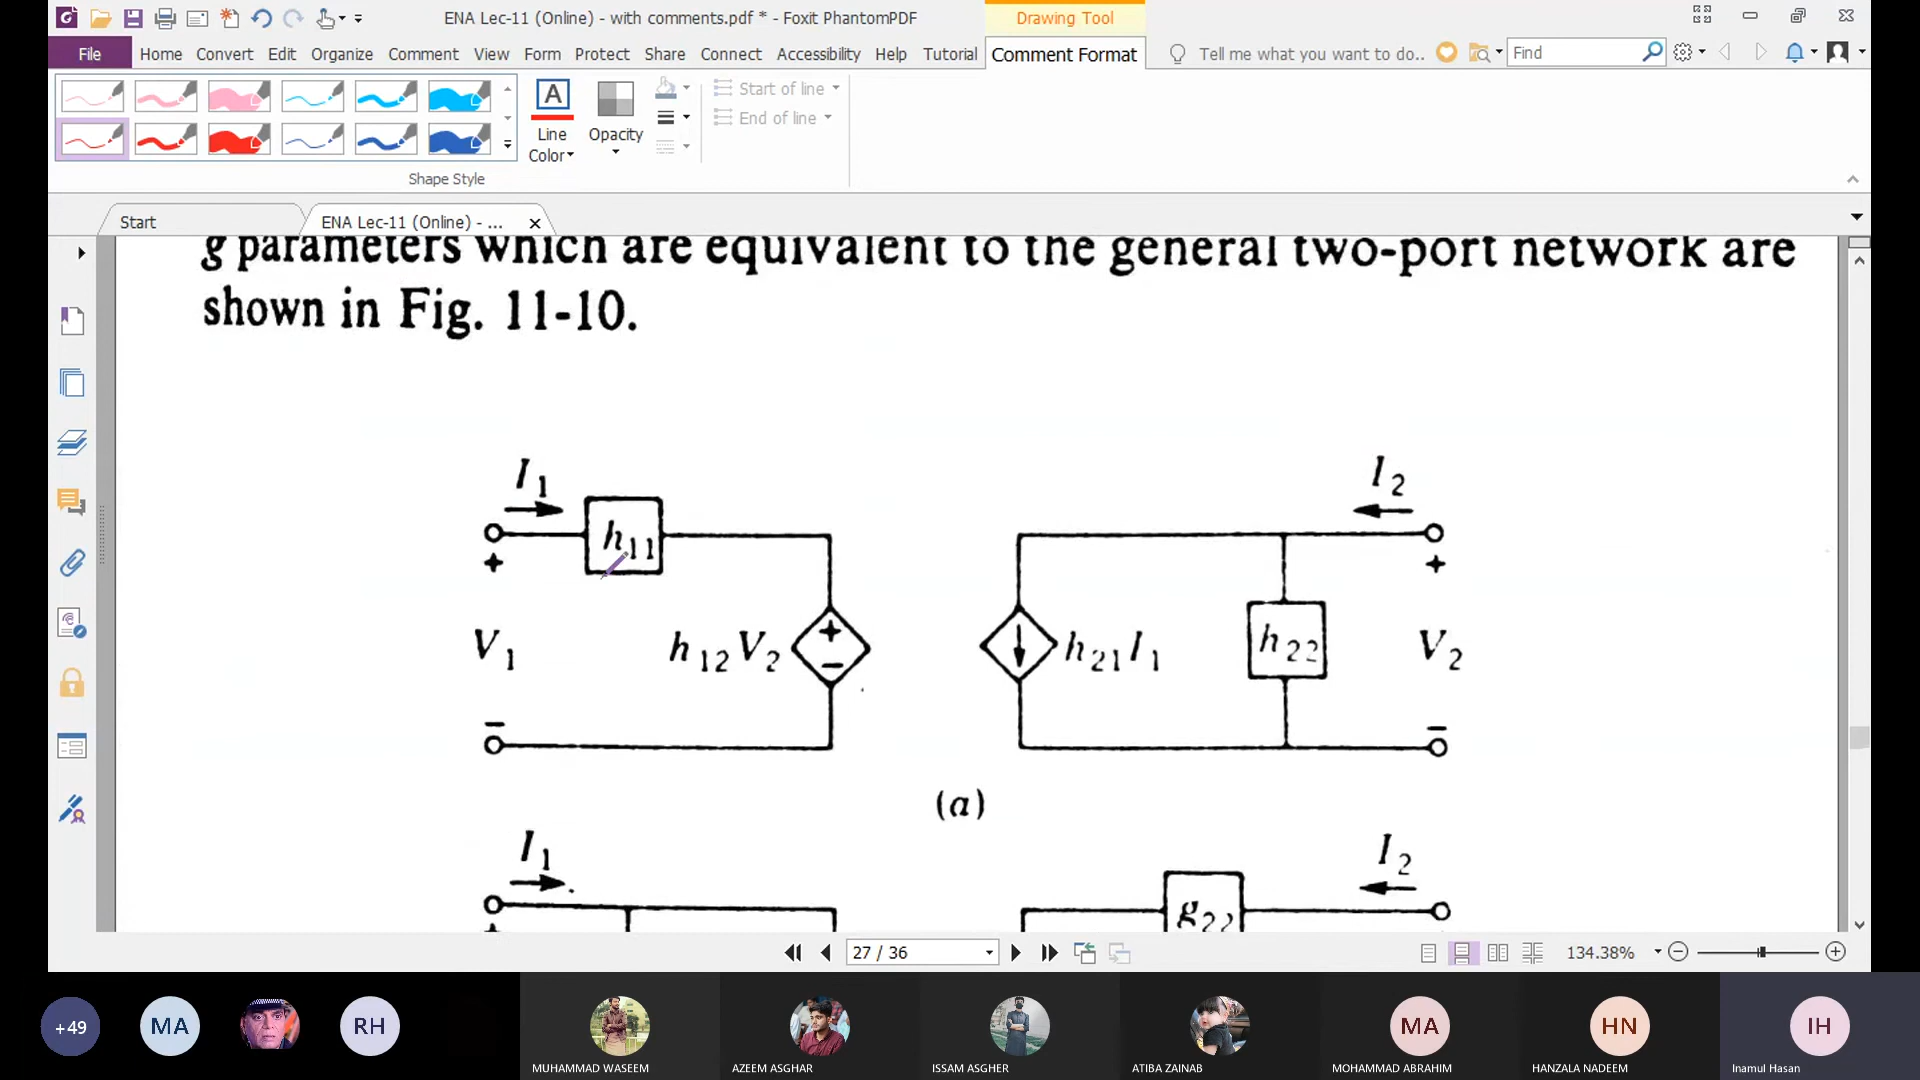 ENA Lec-11 (Online) - with comments.pdf * - Foxit PhantomPDF
Drawing Tool
File Home Convert Edit Organize Comment View Form Protect Share Connect Accessibility Help Tutorial Comment Format Tell me what you want to do.. Find
A
Line Color
Opacity
Start of line
End of line
Shape Style
Start
ENA Lec-11 (Online) - ...
g parameters which are equivalent to the general two-port network are
shown in Fig. 11-10.
I1
I2
h11
+
+
V1
h12 V2
+
−
h21 I1
h22
V2
−
−
(a)
I1
I2
g22
27 / 36
134.38%
+49
MA
RH
MA
HN
IH
MUHAMMAD WASEEM
AZEEM ASGHAR
ISSAM ASGHER
ATIBA ZAINAB
MOHAMMAD ABRAHIM
HANZALA NADEEM
Inamul Hasan